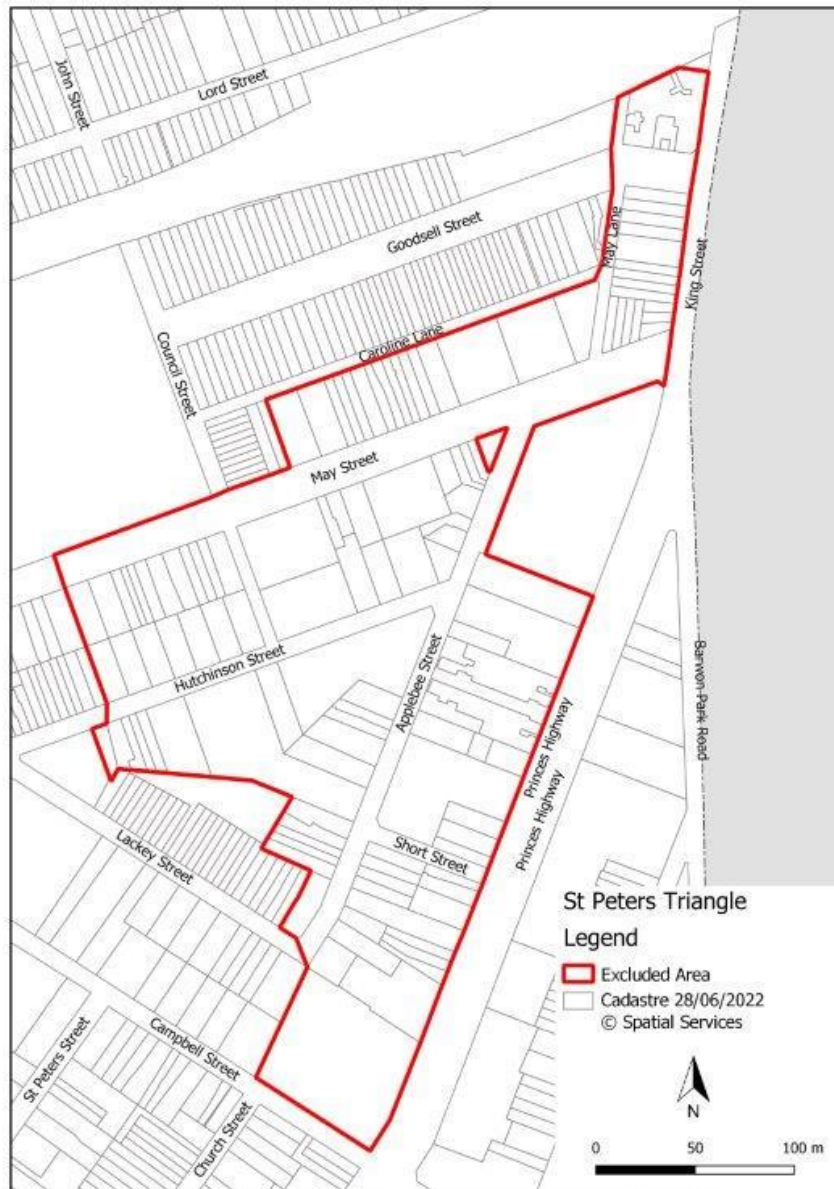 John Street
Lord Street
Goodsell Street
May Lane
King Street
Caroline Lane
Council Street
May Street
Hutchinson Street
Applebee Street
Barwon Park Road
Princes Highway
Princes Highway
Short Street
Lackey Street
Campbell Street
St Peters Street
Church Street
St Peters Triangle
Legend
Excluded Area
Cadastre 28/06/2022
© Spatial Services
N
0 50 100 m